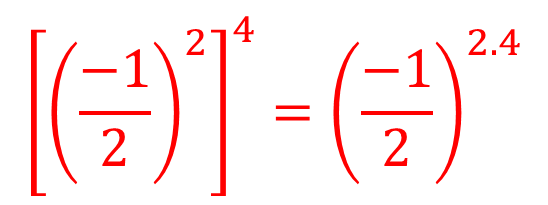 [(−1/2)²]⁴ = (−1/2)²·⁴